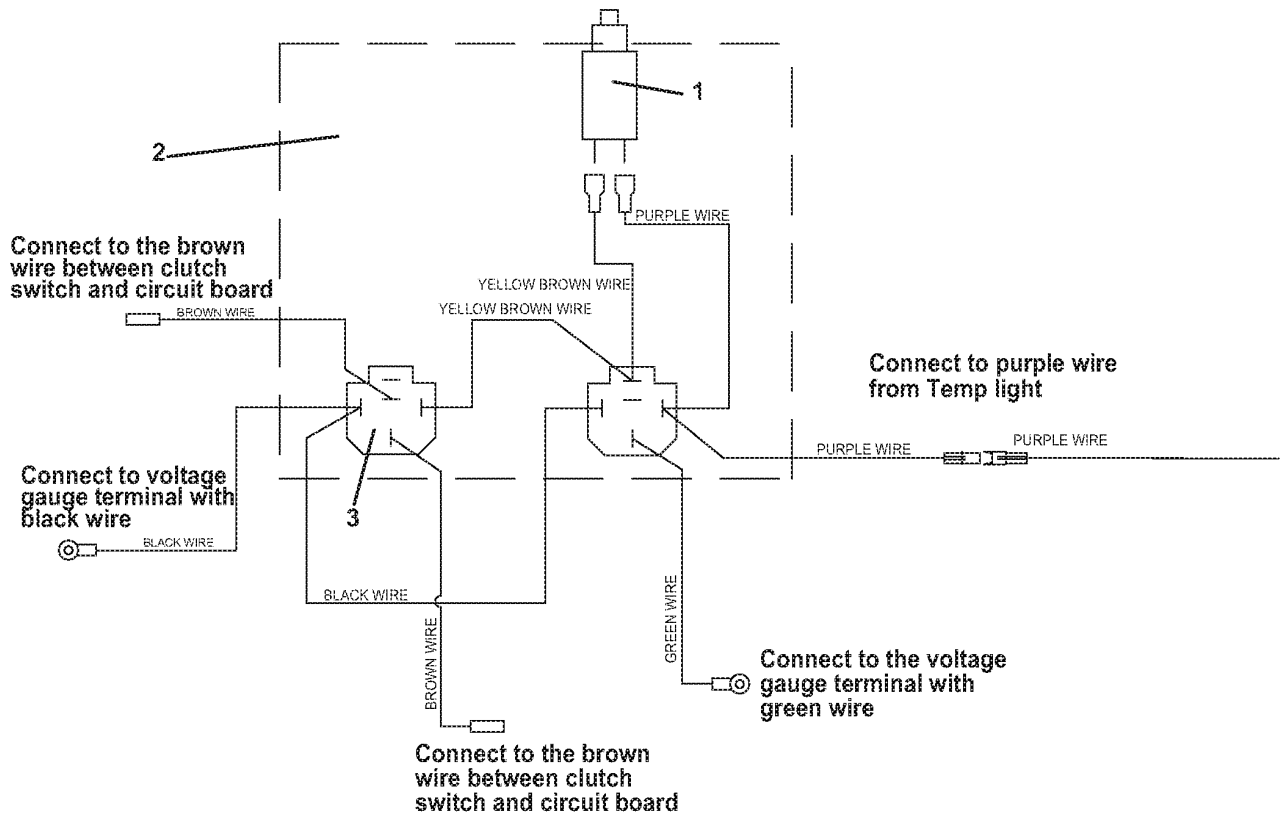 1
2
PURPLE WIRE
Connect to the brown
wire between clutch
switch and circuit board
YELLOW BROWN WIRE
YELLOW BROWN WIRE
BROWN WIRE
Connect to purple wire
from Temp light
PURPLE WIRE
PURPLE WIRE
Connect to voltage
gauge terminal with
black wire
3
BLACK WIRE
BLACK WIRE
BROWN WIRE
GREEN WIRE
Connect to the voltage
gauge terminal with
green wire
Connect to the brown
wire between clutch
switch and circuit board